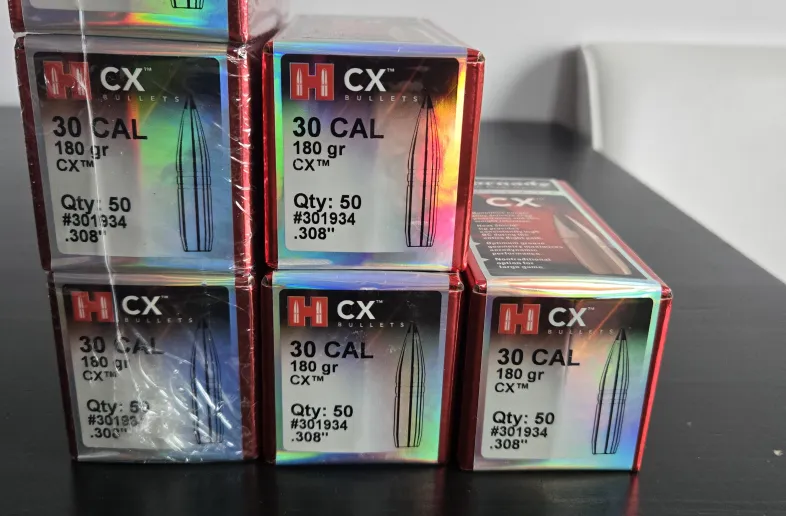 H CX™
BULLETS
30 CAL
180 gr
CX™
Qty: 50
#301934
.308"
H CX™
BULLETS
30 CAL
180 gr
CX™
Qty: 50
#301934
.308"
CX
H CX™
BULLETS
30 CAL
180 gr
CX™
Qty: 50
#30193
.308"
H CX™
BULLETS
30 CAL
180 gr
CX™
Qty: 50
#301934
.308"
H CX™
BULLETS
30 CAL
180 gr
CX™
Qty: 50
#301934
.308"